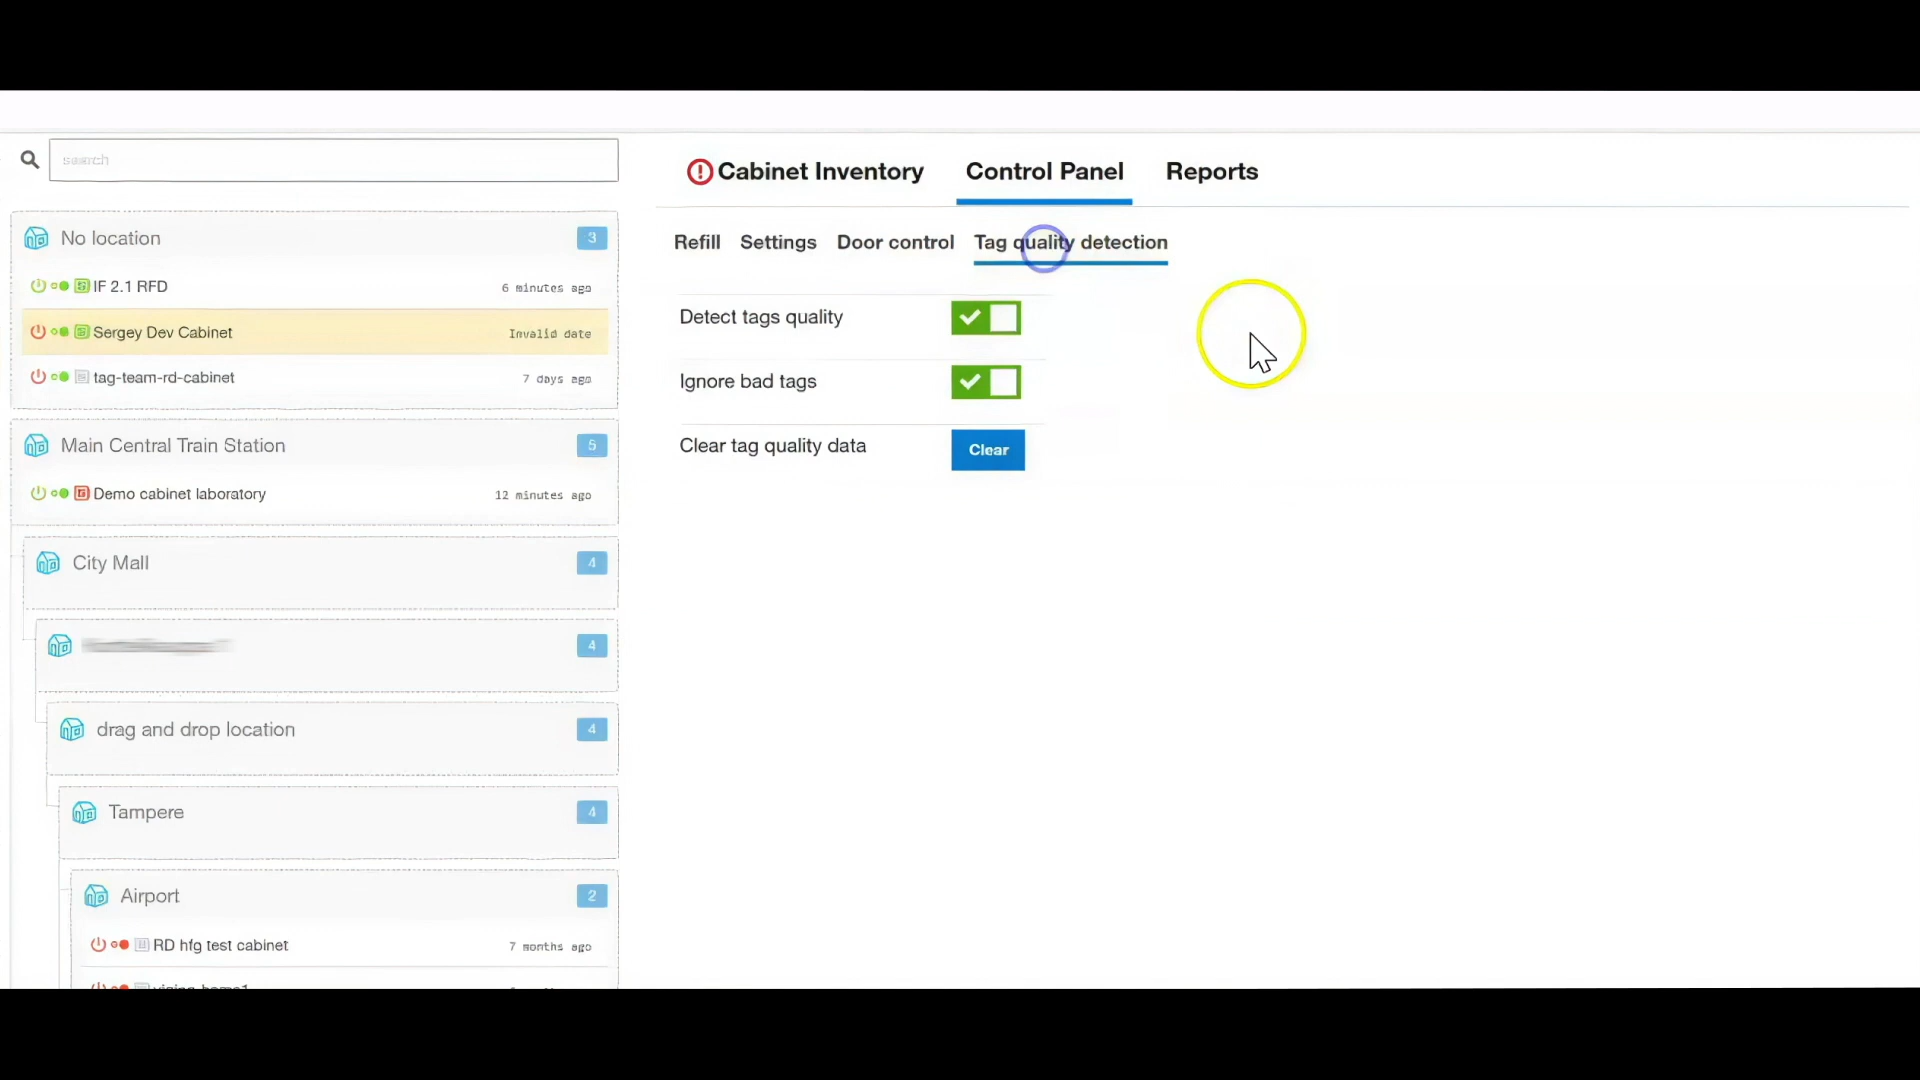 search
No location 3
IF 2.1 RFD 6 minutes ago
Sergey Dev Cabinet Invalid date
tag-team-rd-cabinet 7 days ago
Main Central Train Station 5
Demo cabinet laboratory 12 minutes ago
City Mall 4
4
drag and drop location 4
Tampere 4
Airport 2
RD hfg test cabinet 7 months ago
Cabinet Inventory Control Panel Reports
Refill Settings Door control Tag quality detection
Detect tags quality
Ignore bad tags
Clear tag quality data Clear